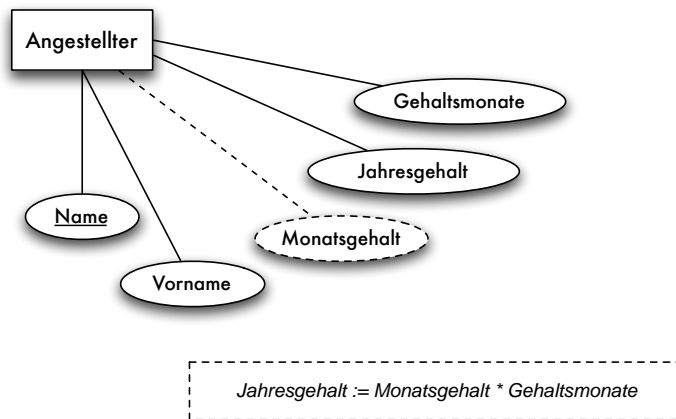 Angestellter
Gehaltsmonate
Jahresgehalt
Name
Monatsgehalt
Vorname
Jahresgehalt := Monatsgehalt * Gehaltsmonate